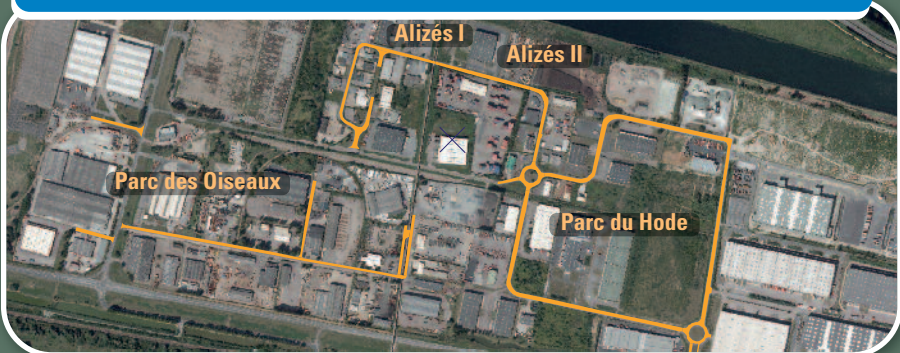 Alizés I
Alizés II
Parc des Oiseaux
Parc du Hode